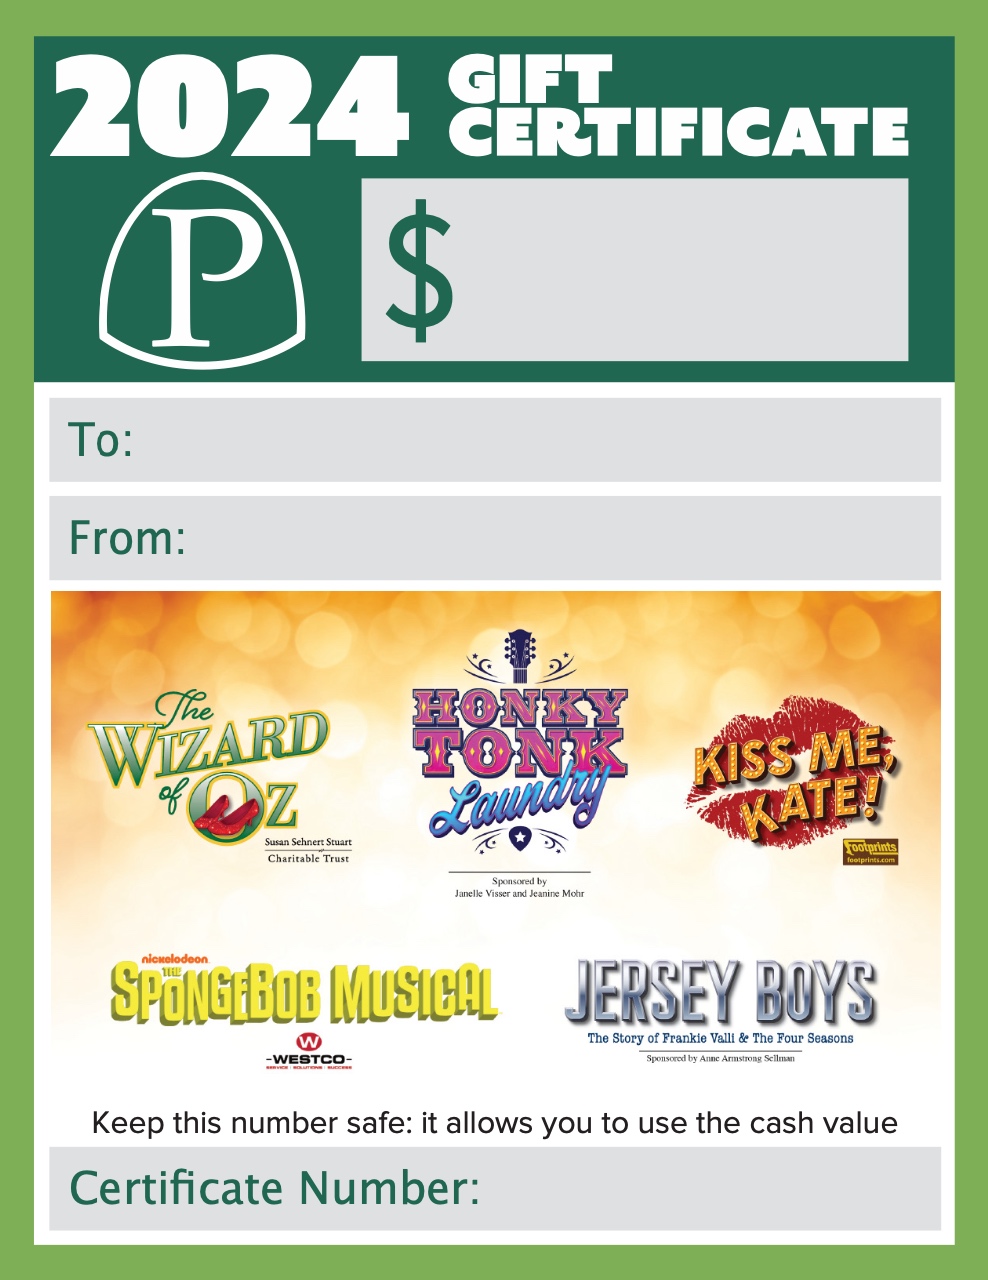 2024 GIFT
CERTIFICATE
P
$
To:
From:
The
WIZARD
of OZ
Susan Sehnert Stuart
Charitable Trust
HONKY
TONK
Laundry
Sponsored by
Janelle Visser and Jeanine Mohr
KISS ME,
KATE!
Footprints
footprints.com
nickelodeon
THE
SPONGEBOB MUSICAL
W
-WESTCO-
SERVICE | SOLUTIONS | SUCCESS
JERSEY BOYS
The Story of Frankie Valli & The Four Seasons
Sponsored by Anne Armstrong Sellman
Keep this number safe: it allows you to use the cash value
Certificate Number: